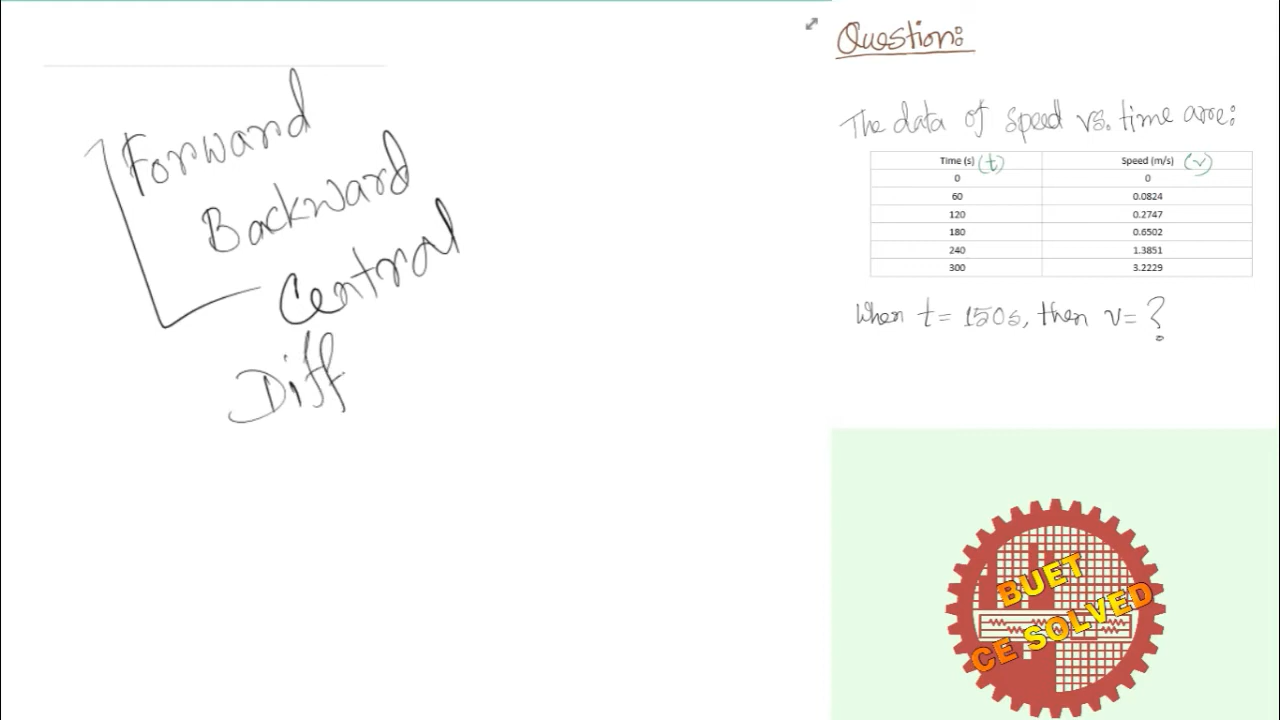 Forward
Backward
Central
Diff
Question:
The data of speed vs. time are:
Time (s) (t) Speed (m/s) (v)
0 0
60 0.0824
120 0.2747
180 0.6502
240 1.3851
300 3.2229
When t= 150s, then v= ?
BUET
CE SOLVED